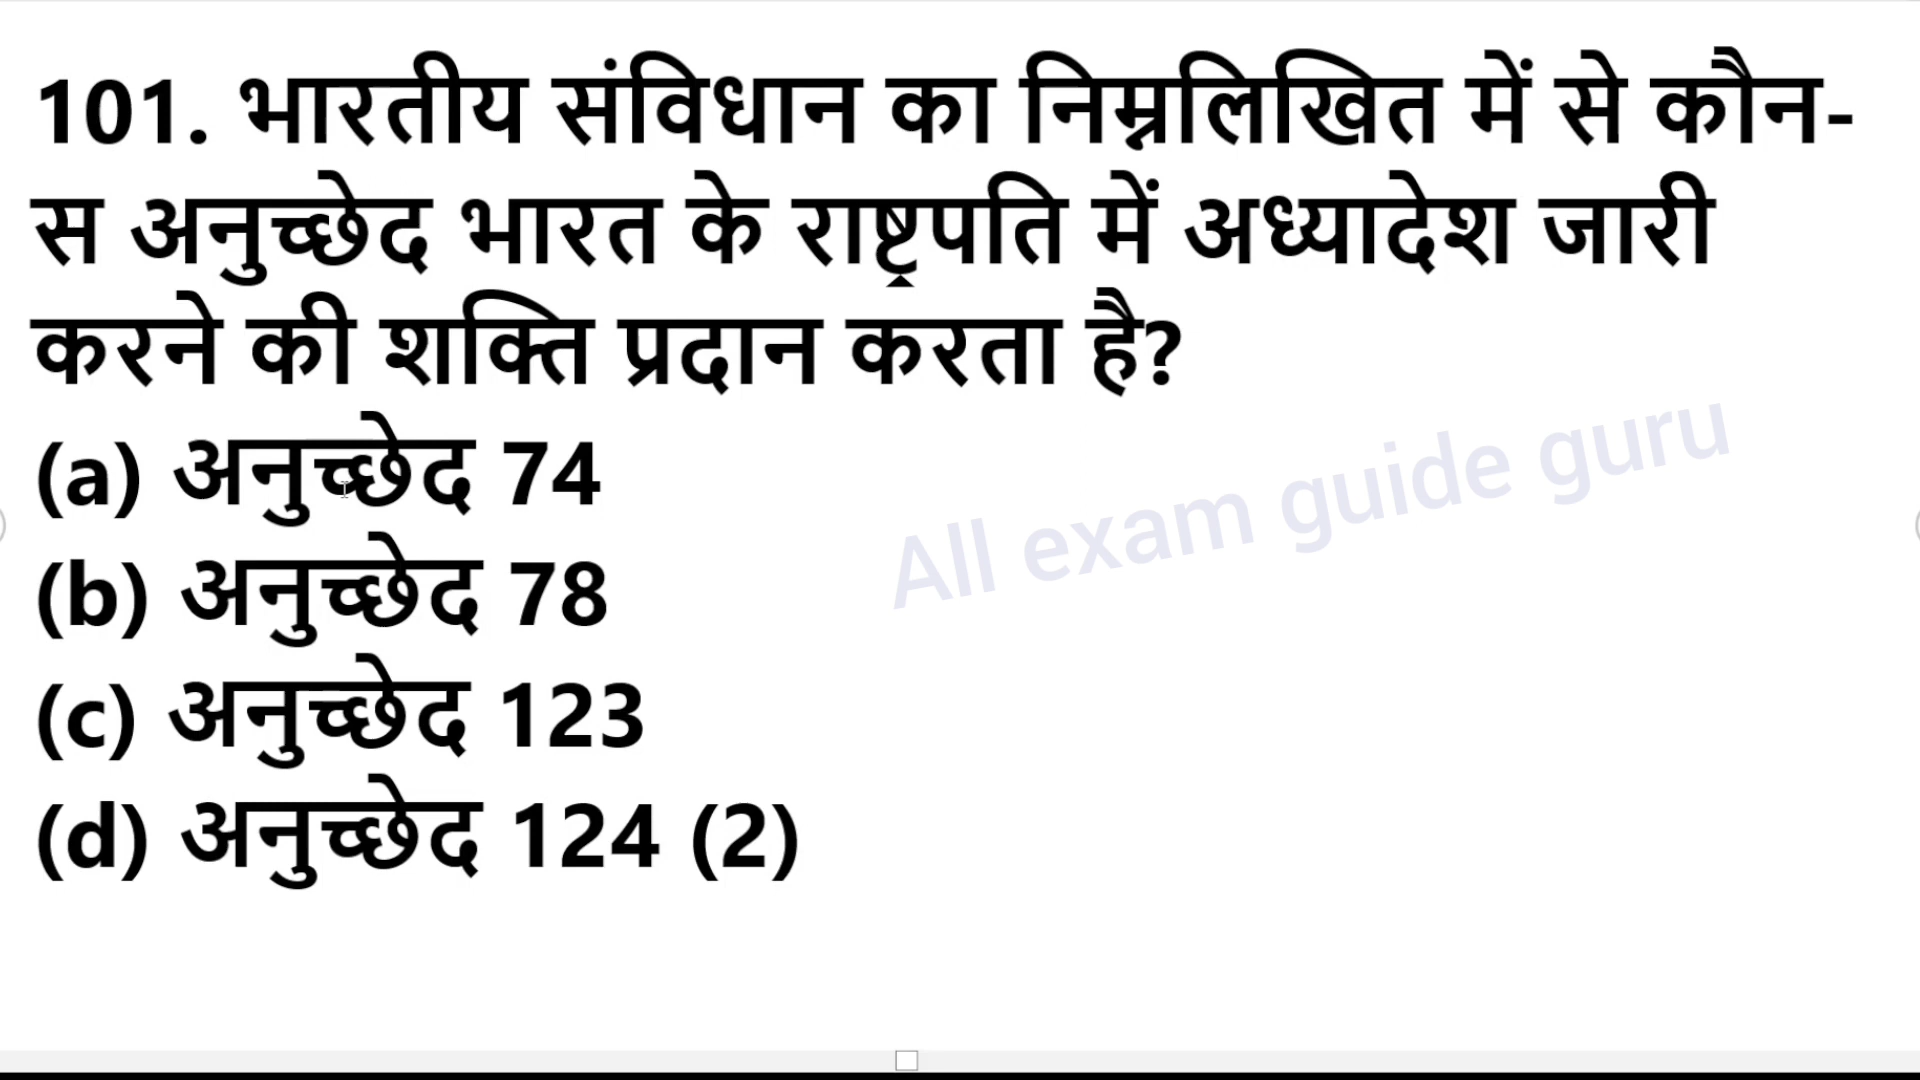 101. भारतीय संविधान का निम्नलिखित में से कौन-
स अनुच्छेद भारत के राष्ट्रपति में अध्यादेश जारी
करने की शक्ति प्रदान करता है?
(a) अनुच्छेद 74
(b) अनुच्छेद 78
(c) अनुच्छेद 123
(d) अनुच्छेद 124 (2)
All exam guide guru